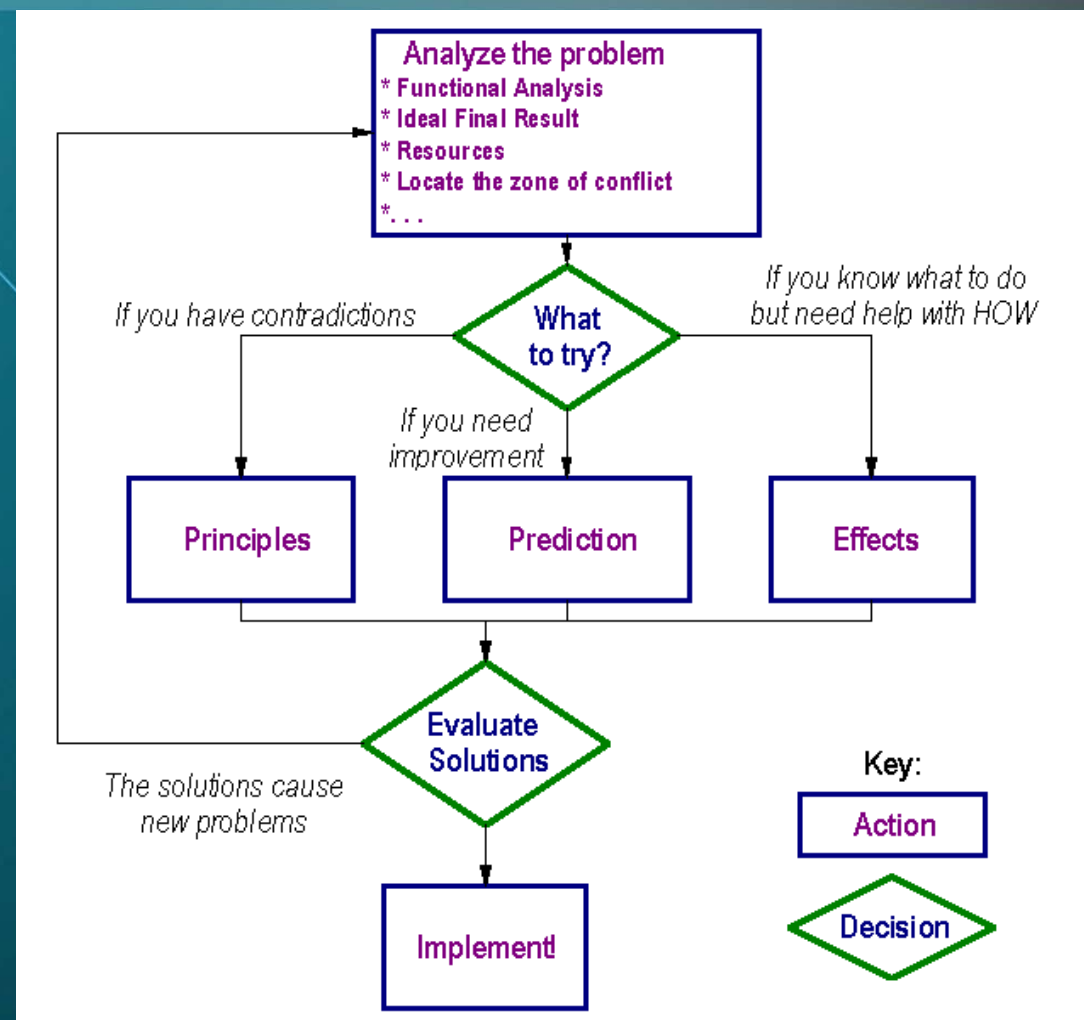 Analyze the problem
* Functional Analysis
* Ideal Final Result
* Resources
* Locate the zone of conflict
*. . .
If you have contradictions
What
to try?
If you know what to do
but need help with HOW
If you need
improvement
Principles
Prediction
Effects
Evaluate
Solutions
The solutions cause
new problems
Implement!
Key:
Action
Decision